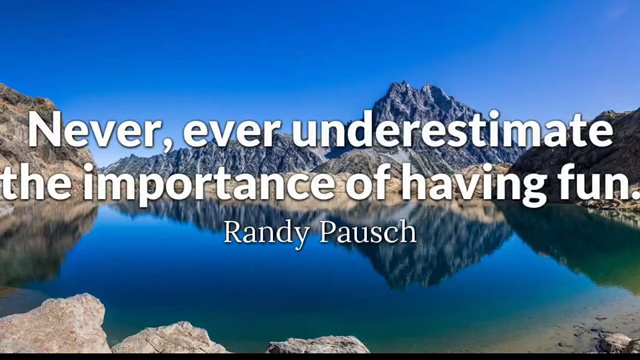 Never, ever underestimate
the importance of having fun.
Randy Pausch